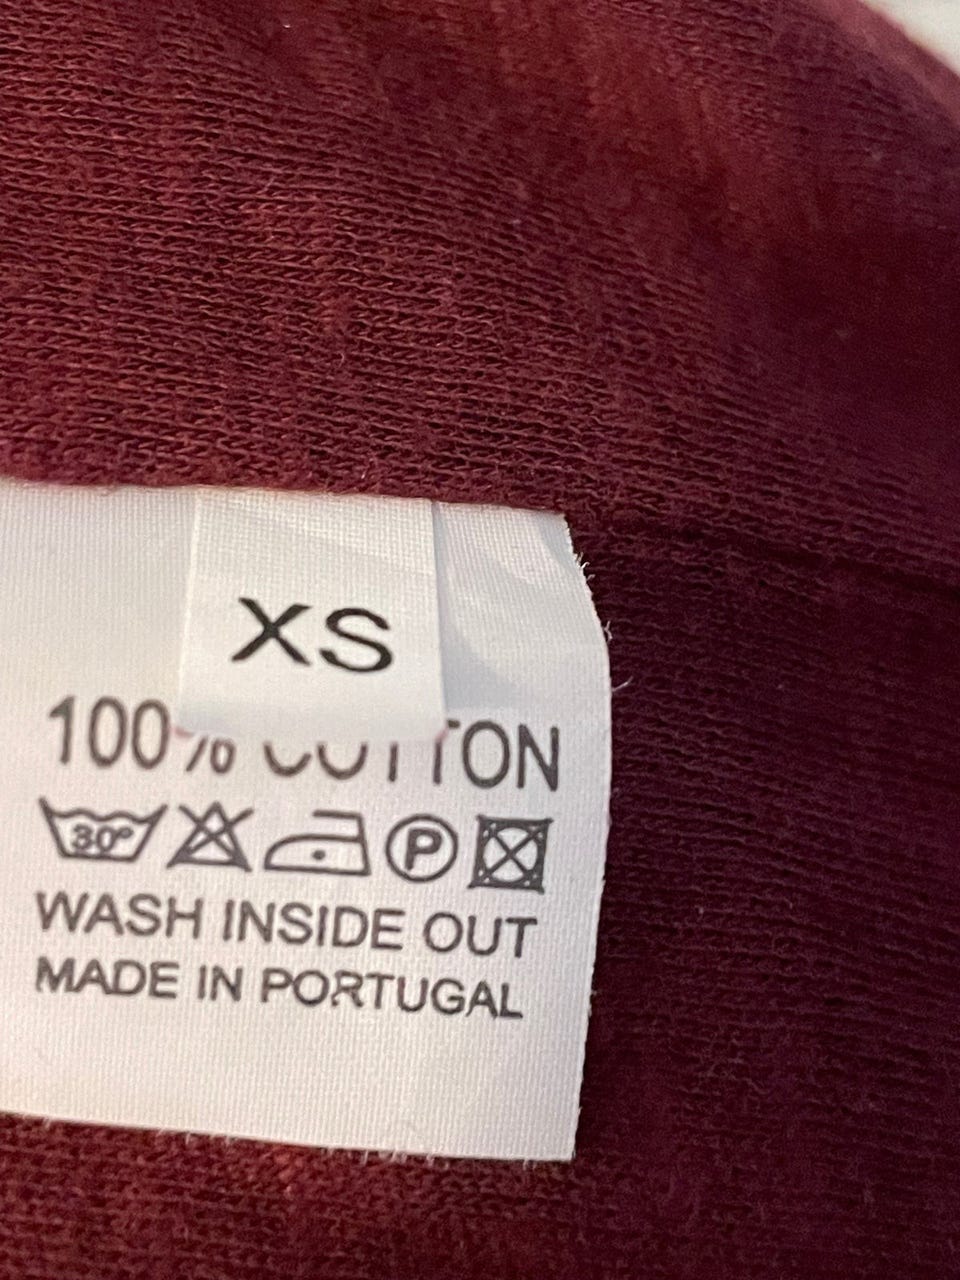 XS
100% COTTON
30°
P
WASH INSIDE OUT
MADE IN PORTUGAL